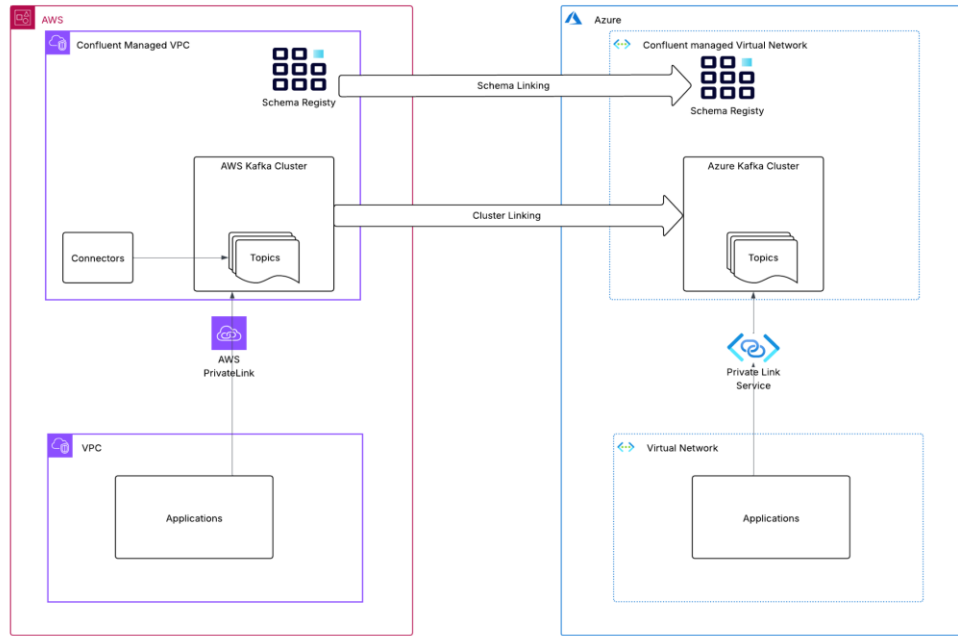 AWS
Confluent Managed VPC
Schema Registy
AWS Kafka Cluster
Connectors
Topics
AWS
PrivateLink
VPC
Applications
Schema Linking
Cluster Linking
Azure
Confluent managed Virtual Network
Schema Registy
Azure Kafka Cluster
Topics
Private Link
Service
Virtual Network
Applications